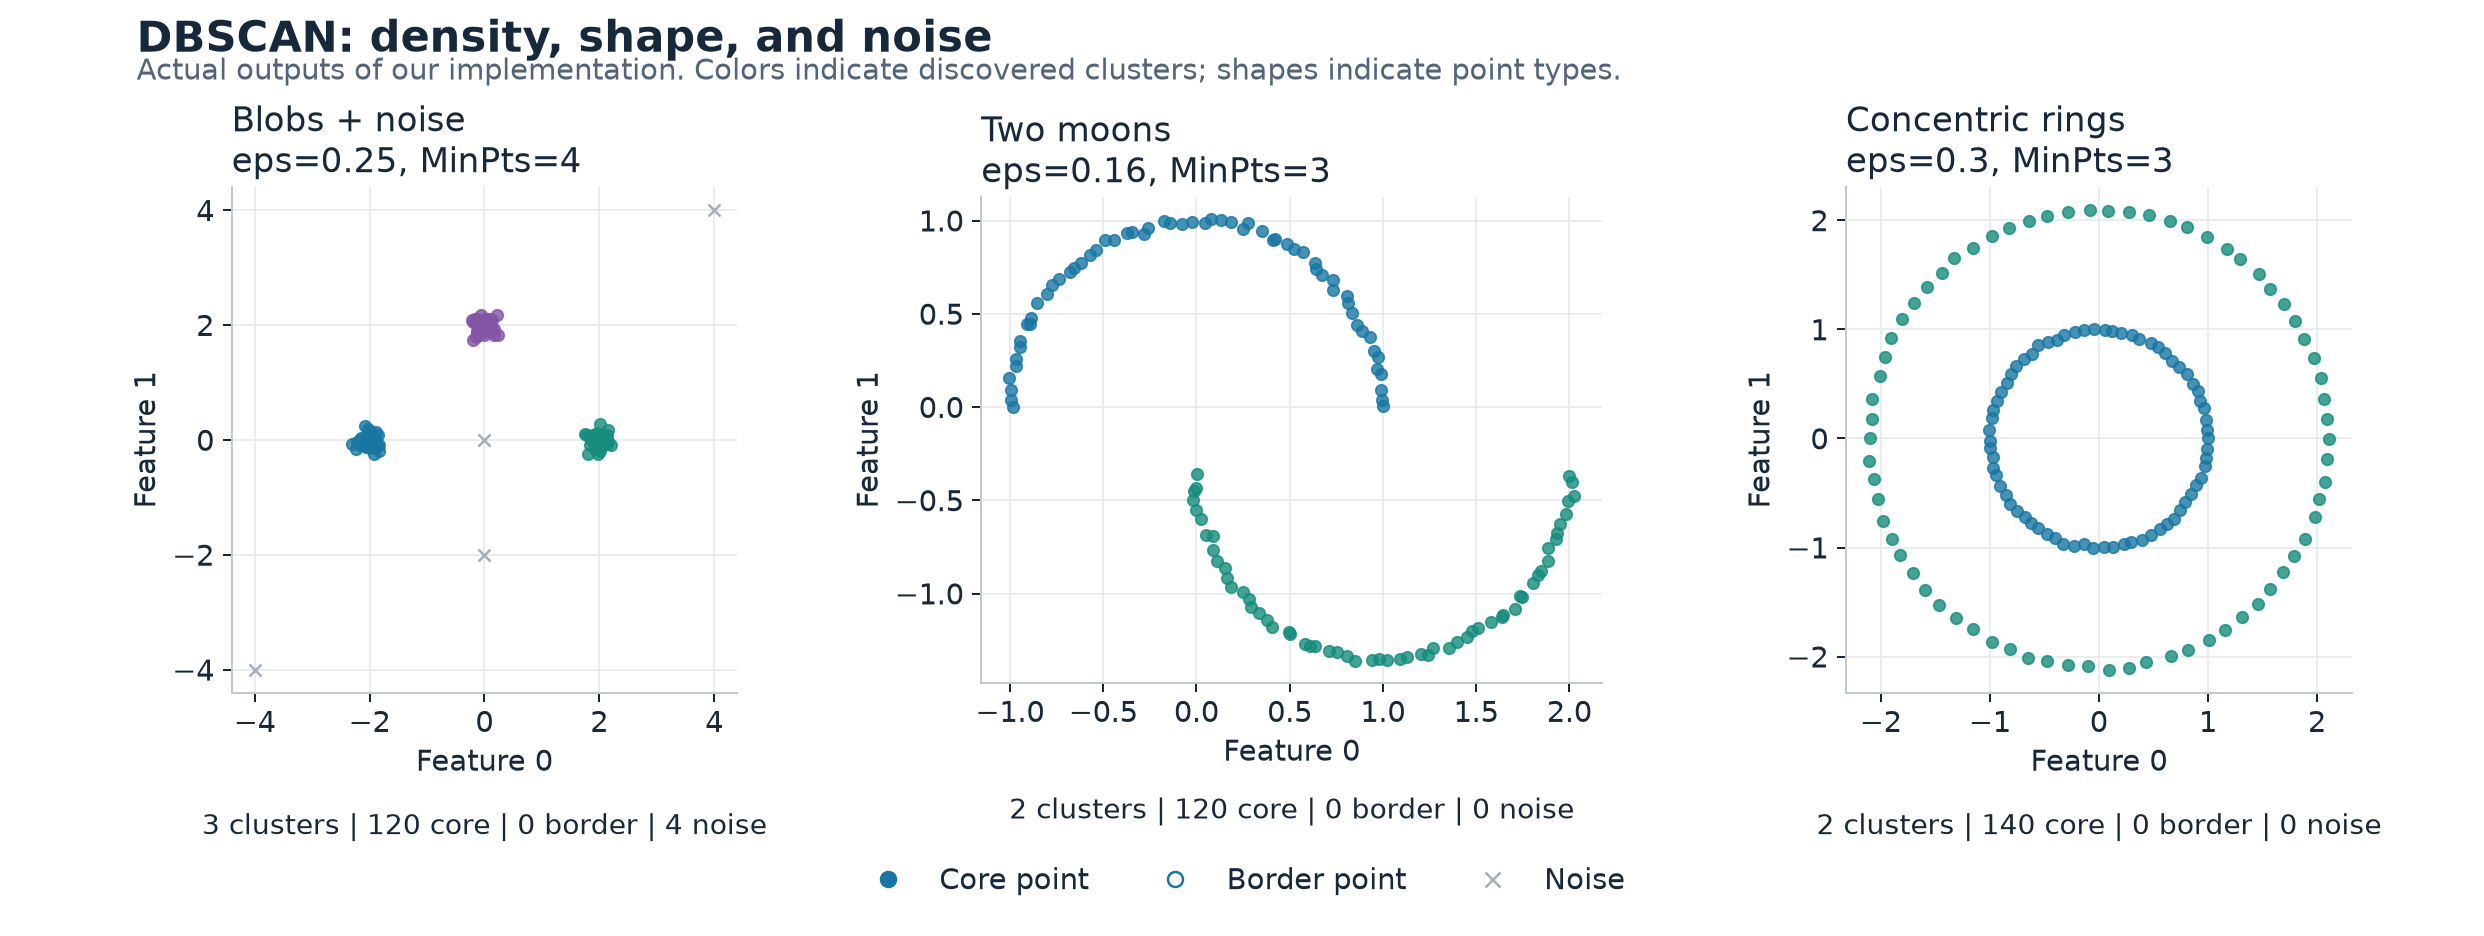 DBSCAN: density, shape, and noise
Actual outputs of our implementation. Colors indicate discovered clusters; shapes indicate point types.
Blobs + noise
eps=0.25, MinPts=4
4
2
0
−2
−4
Feature 1
−4 −2 0 2 4
Feature 0
3 clusters | 120 core | 0 border | 4 noise
Two moons
eps=0.16, MinPts=3
1.0
0.5
0.0
−0.5
−1.0
Feature 1
−1.0 −0.5 0.0 0.5 1.0 1.5 2.0
Feature 0
2 clusters | 120 core | 0 border | 0 noise
Concentric rings
eps=0.3, MinPts=3
2
1
0
−1
−2
Feature 1
−2 −1 0 1 2
Feature 0
2 clusters | 140 core | 0 border | 0 noise
Core point Border point Noise